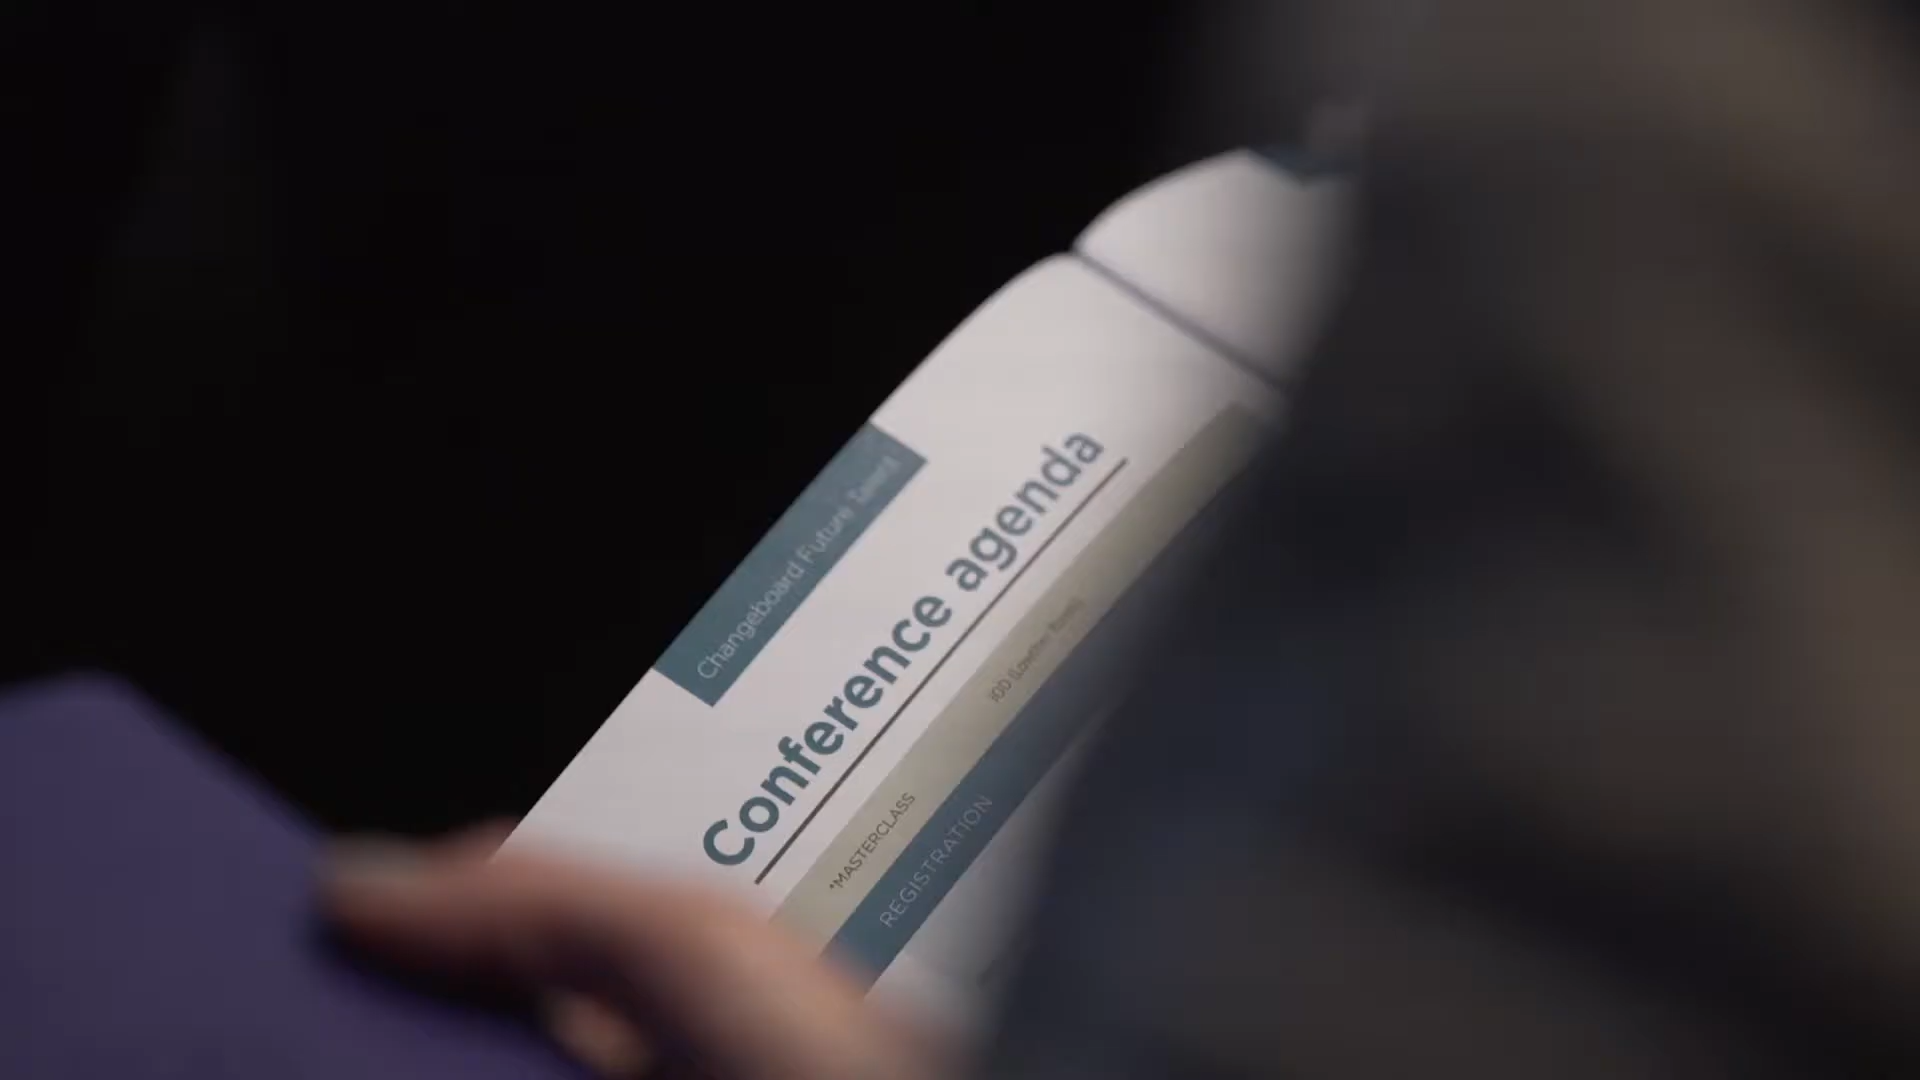 Changeboard Future Talent
Conference agenda
*MASTERCLASS
REGISTRATION